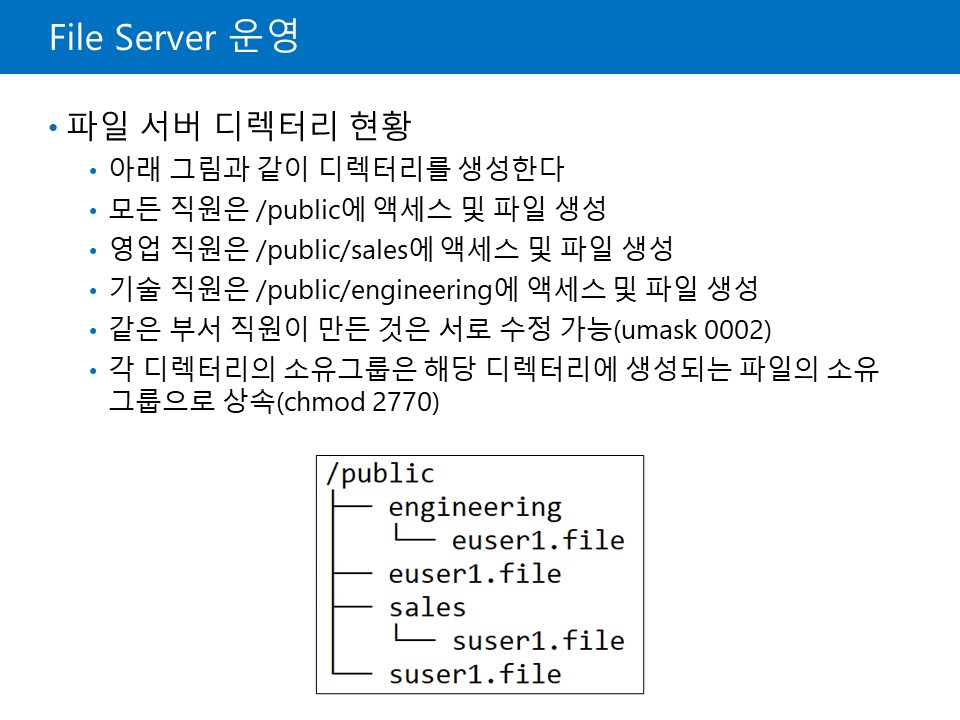 File Server 운영
• 파일 서버 디렉터리 현황
• 아래 그림과 같이 디렉터리를 생성한다
• 모든 직원은 /public에 액세스 및 파일 생성
• 영업 직원은 /public/sales에 액세스 및 파일 생성
• 기술 직원은 /public/engineering에 액세스 및 파일 생성
• 같은 부서 직원이 만든 것은 서로 수정 가능(umask 0002)
• 각 디렉터리의 소유그룹은 해당 디렉터리에 생성되는 파일의 소유
그룹으로 상속(chmod 2770)
/public
├── engineering
│   └── euser1.file
├── euser1.file
├── sales
│   └── suser1.file
└── suser1.file